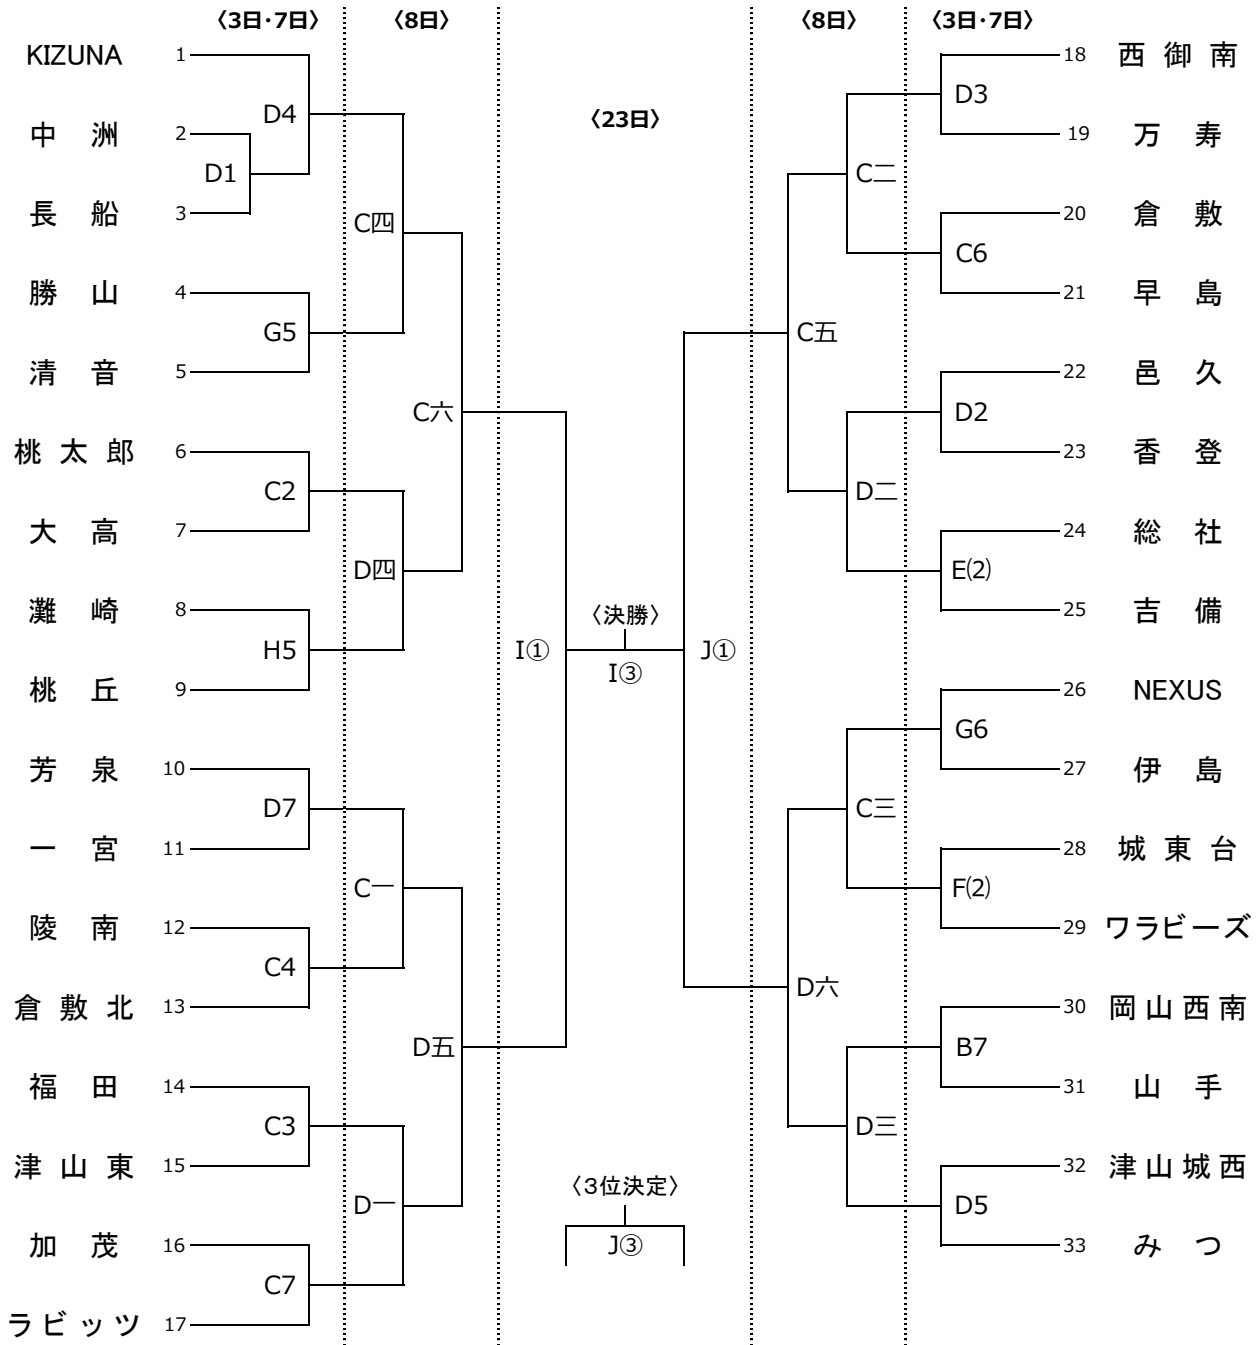 〈3日・7日〉 〈8日〉 〈8日〉 〈3日・7日〉
〈23日〉
KIZUNA 1
中洲 2
長船 3
勝山 4
清音 5
桃太郎 6
大高 7
灘崎 8
桃丘 9
芳泉 10
一宮 11
陵南 12
倉敷北 13
福田 14
津山東 15
加茂 16
ラビッツ 17
D1
D4
G5
C2
H5
D7
C4
C3
C7
C四
D四
C一
D一
C六
D五
I①
〈決勝〉
I③
J①
〈3位決定〉
J③
C五
D六
C二
D二
C三
D三
D3
C6
D2
E⑵
G6
F⑵
B7
D5
18 西御南
19 万寿
20 倉敷
21 早島
22 邑久
23 香登
24 総社
25 吉備
26 NEXUS
27 伊島
28 城東台
29 ワラビーズ
30 岡山西南
31 山手
32 津山城西
33 みつ